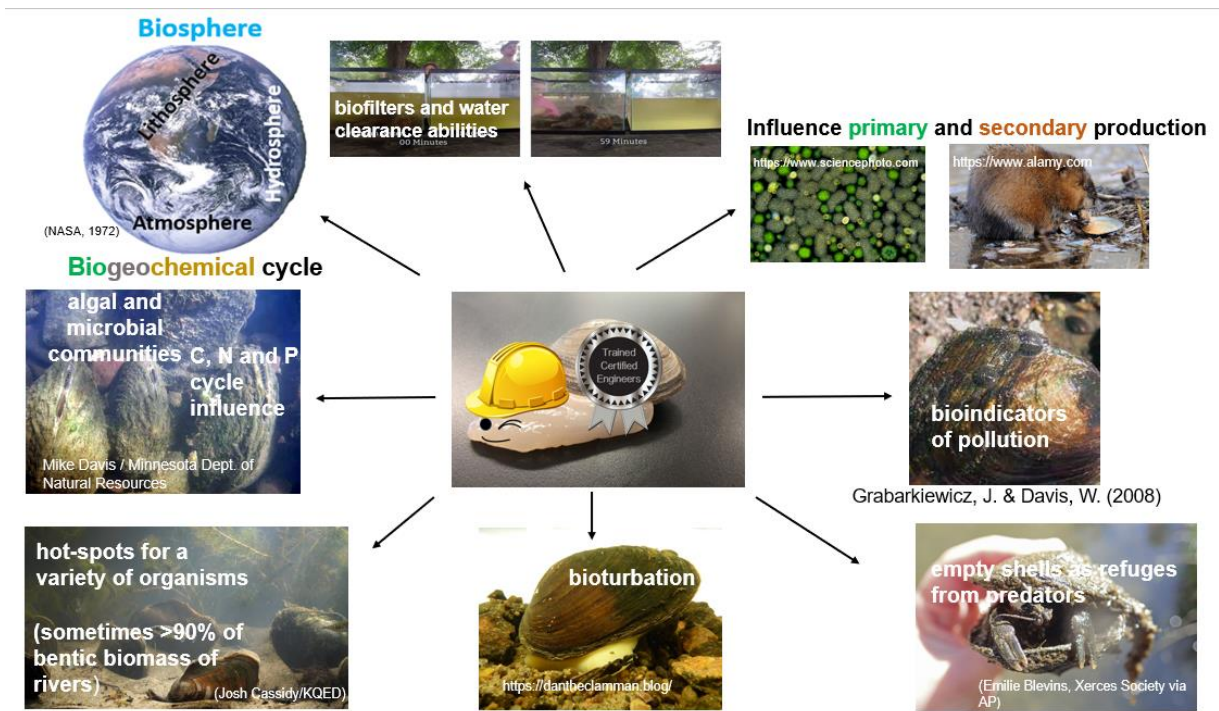 Biosphere
Lithosphere
Hydrosphere
Atmosphere
(NASA, 1972)
Biogeochemical cycle
biofilters and water
clearance abilities
00 Minutes
59 Minutes
Influence primary and secondary production
https://www.sciencephoto.com
https://www.alamy.com
algal and
microbial
communities
C, N and P
cycle
influence
Mike Davis / Minnesota Dept. of
Natural Resources
Trained
Certified
Engineers
bioindicators
of pollution
Grabarkiewicz, J. & Davis, W. (2008)
hot-spots for a
variety of organisms
(sometimes >90% of
bentic biomass of
rivers)
(Josh Cassidy/KQED)
bioturbation
https://dantheclamman.blog/
empty shells as refuges
from predators
(Emilie Blevins, Xerces Society via
AP)